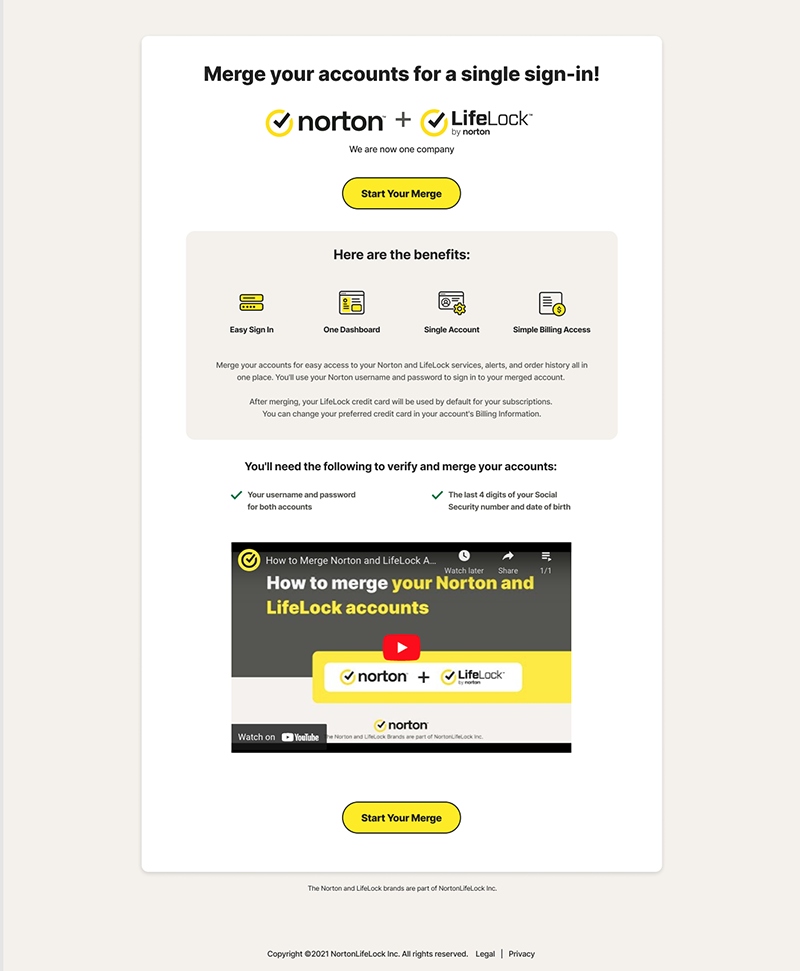 Merge your accounts for a single sign-in!
norton™ + LifeLock™
by norton
We are now one company
Start Your Merge
Here are the benefits:
Easy Sign In
One Dashboard
Single Account
Simple Billing Access
Merge your accounts for easy access to your Norton and LifeLock services, alerts, and order history all in
one place. You'll use your Norton username and password to sign in to your merged account.
After merging, your LifeLock credit card will be used by default for your subscriptions.
You can change your preferred credit card in your account's Billing Information.
You'll need the following to verify and merge your accounts:
Your username and password
for both accounts
The last 4 digits of your Social
Security number and date of birth
How to Merge Norton and LifeLock A...
Watch later
Share
1/1
How to merge your Norton and
LifeLock accounts
norton + LifeLock
by norton
norton
Watch on YouTube
he Norton and LifeLock Brands are part of NortonLifeLock Inc.
Start Your Merge
The Norton and LifeLock brands are part of NortonLifeLock Inc.
Copyright ©2021 NortonLifeLock Inc. All rights reserved. Legal | Privacy